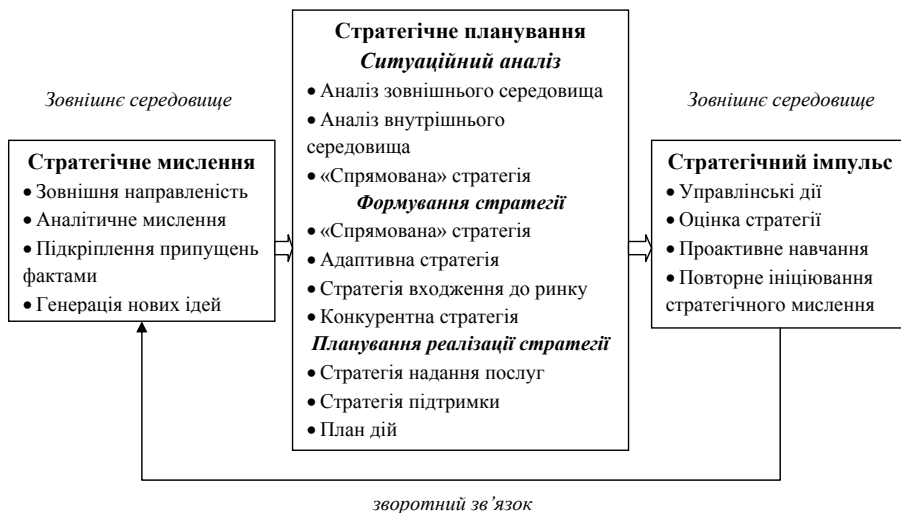 Зовнішнє середовище
Стратегічне мислення
• Зовнішня направленість
• Аналітичне мислення
• Підкріплення припущень
фактами
• Генерація нових ідей
Стратегічне планування
Ситуаційний аналіз
• Аналіз зовнішнього середовища
• Аналіз внутрішнього
середовища
• «Спрямована» стратегія
Формування стратегії
• «Спрямована» стратегія
• Адаптивна стратегія
• Стратегія входження до ринку
• Конкурентна стратегія
Планування реалізації стратегії
• Стратегія надання послуг
• Стратегія підтримки
• План дій
Зовнішнє середовище
Стратегічний імпульс
• Управлінські дії
• Оцінка стратегії
• Проактивне навчання
• Повторне ініціювання
стратегічного мислення
зворотний зв’язок